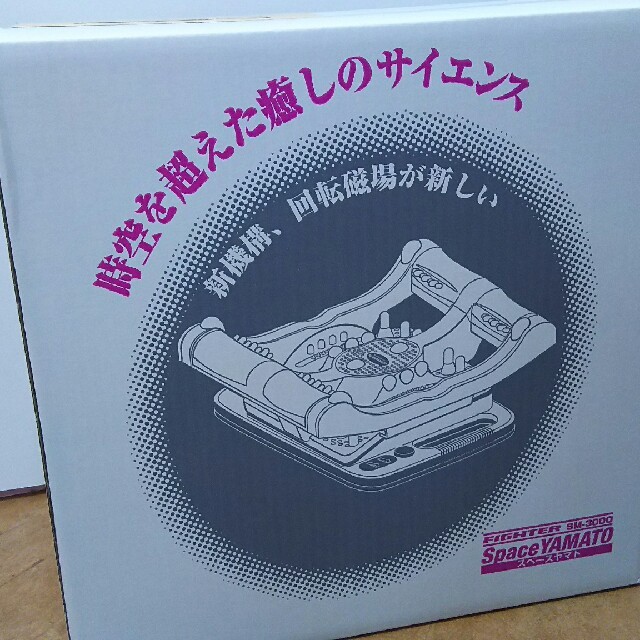 時空を超えた癒しのサイエンス
新機構、回転磁場が新しい
FIGHTER SM-3000
Space YAMATO
スペースヤマト